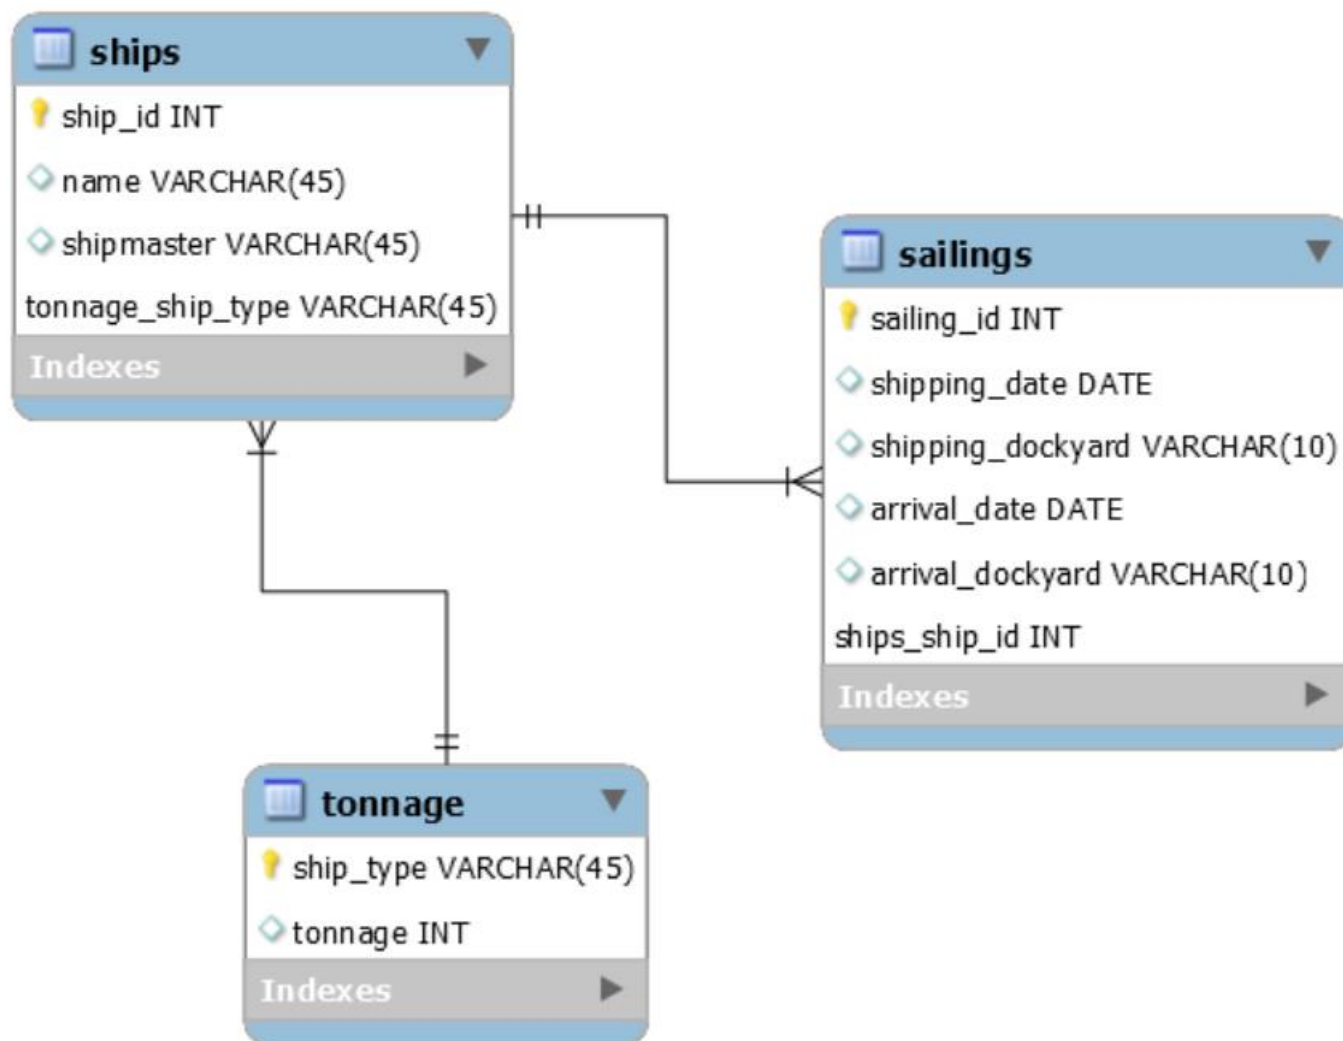 ships
ship_id INT
name VARCHAR(45)
shipmaster VARCHAR(45)
tonnage_ship_type VARCHAR(45)
Indexes
sailings
sailing_id INT
shipping_date DATE
shipping_dockyard VARCHAR(10)
arrival_date DATE
arrival_dockyard VARCHAR(10)
ships_ship_id INT
Indexes
tonnage
ship_type VARCHAR(45)
tonnage INT
Indexes